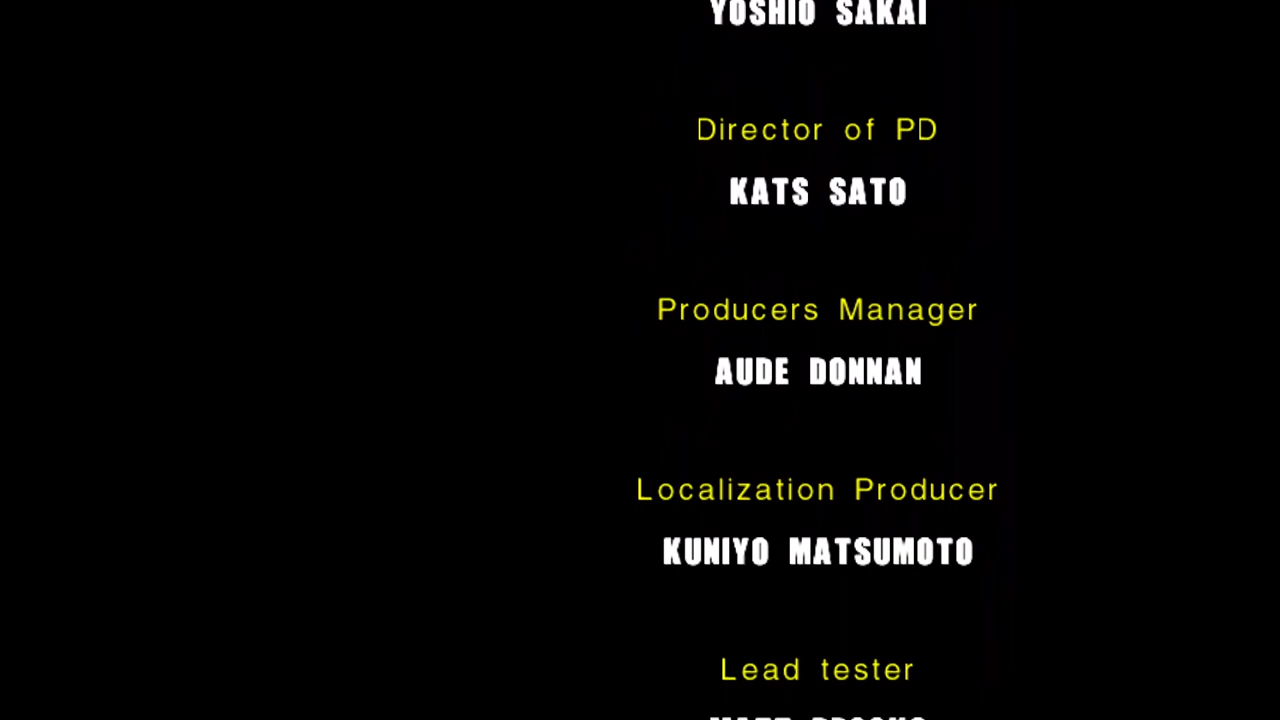 YOSHIO SAKAI
Director of PD
KATS SATO
Producers Manager
AUDE DONNAN
Localization Producer
KUNIYO MATSUMOTO
Lead tester